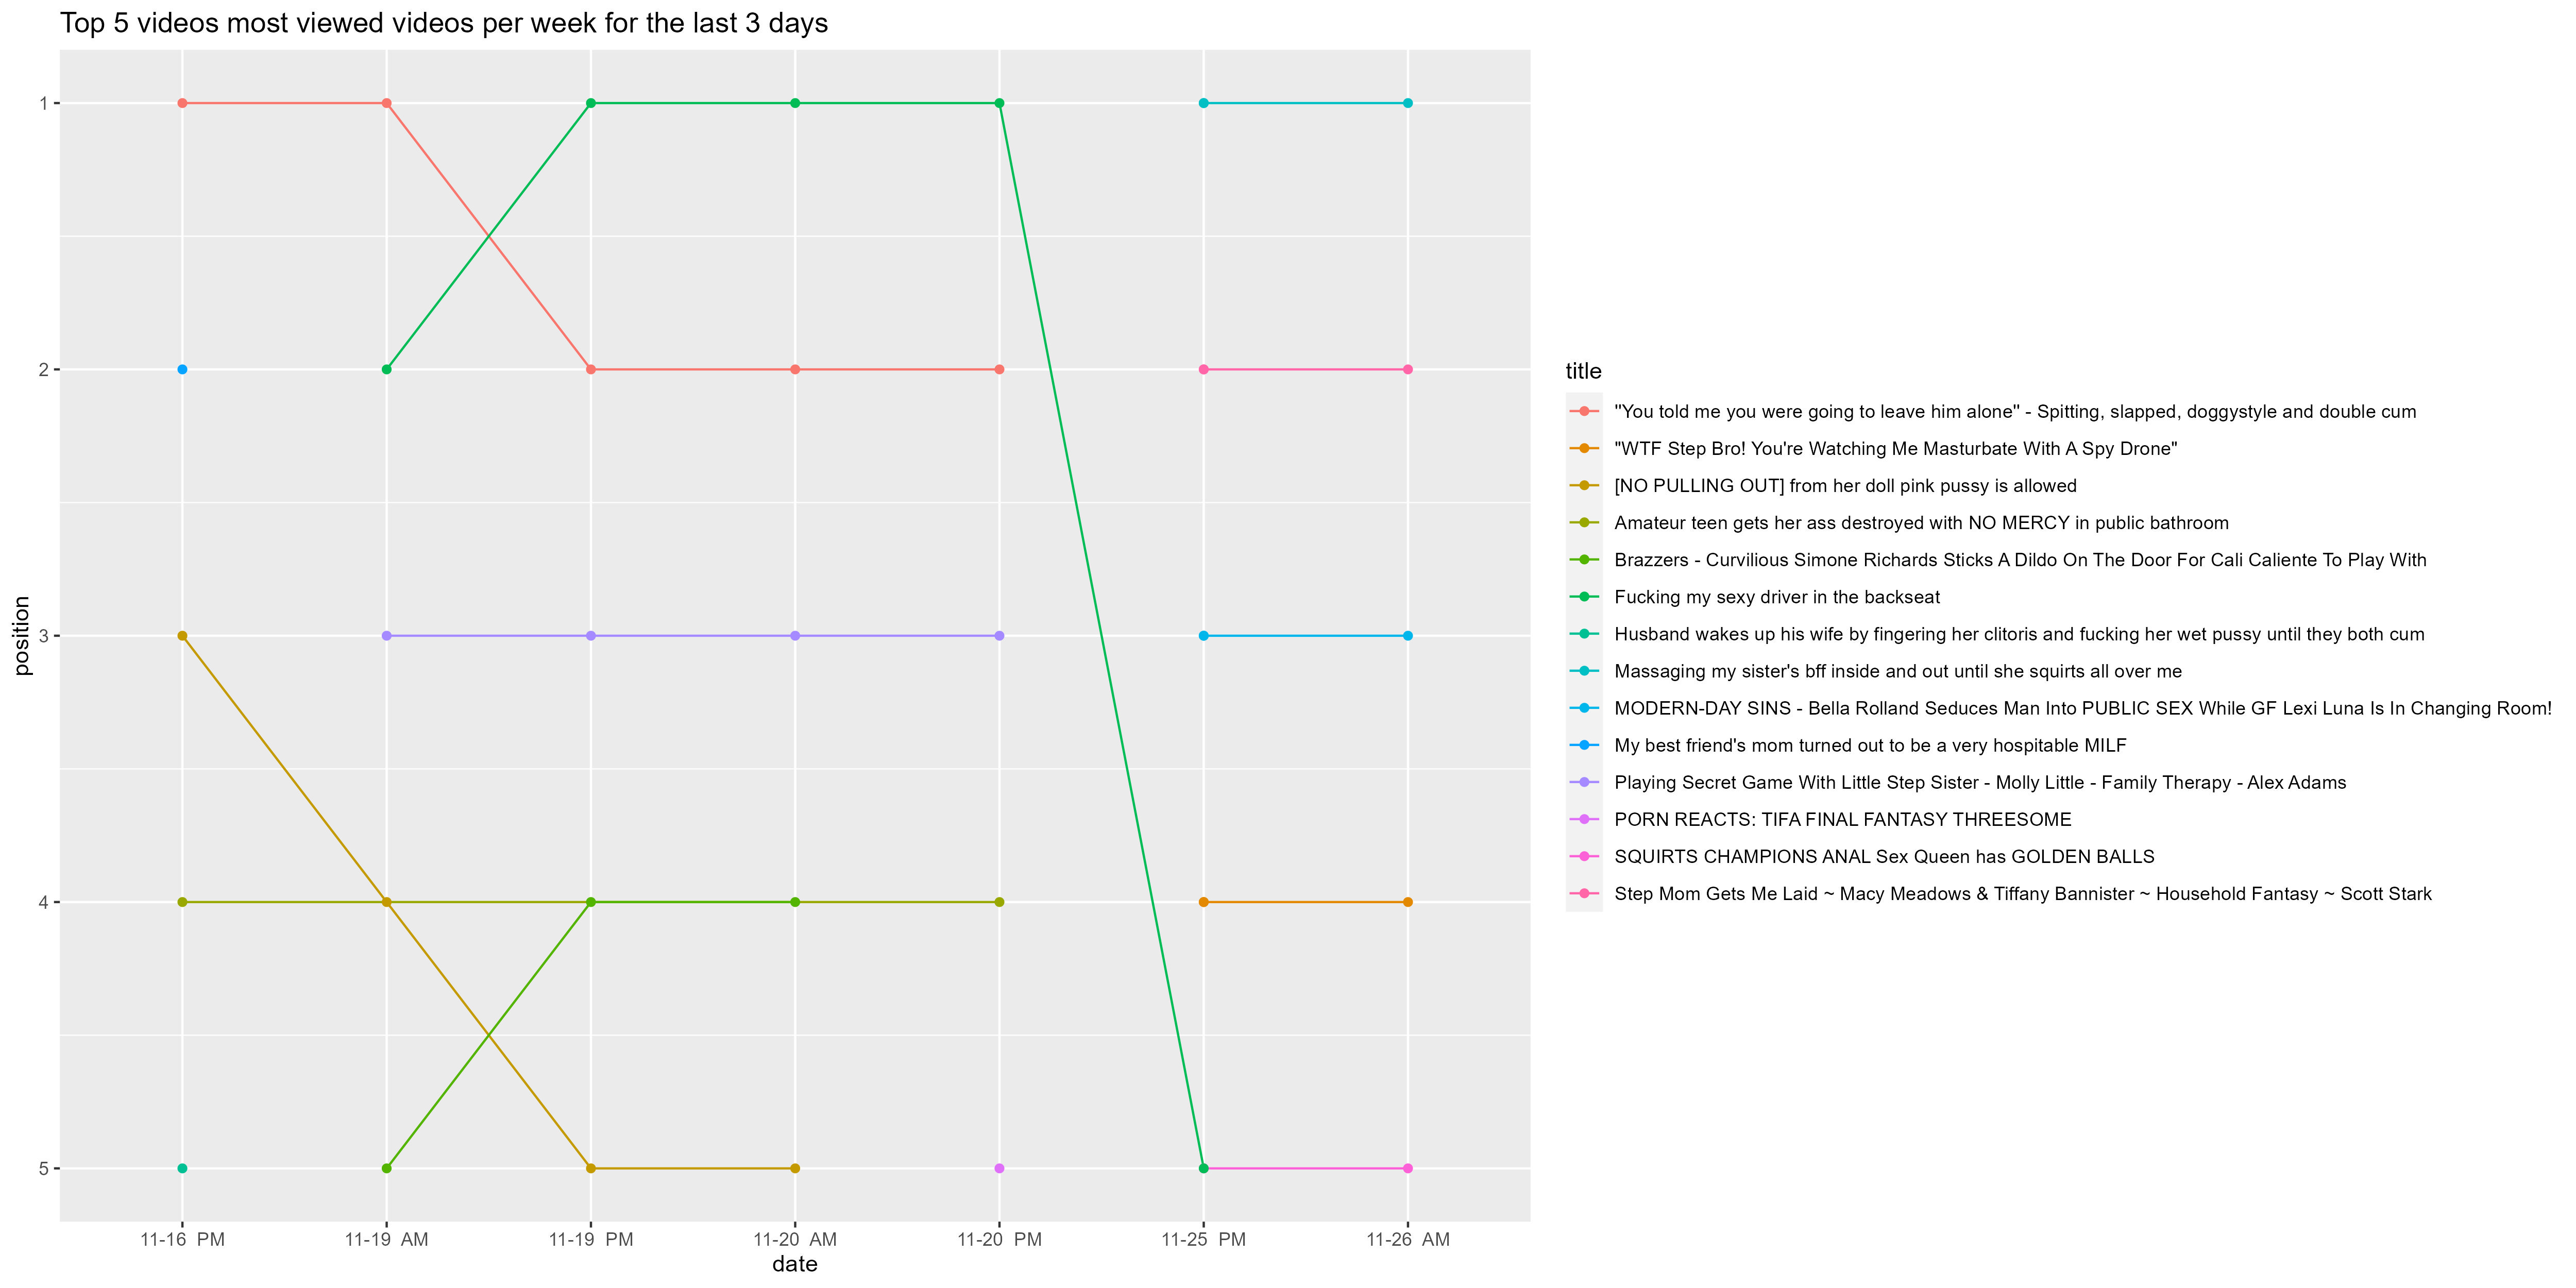 Top 5 videos most viewed videos per week for the last 3 days
position
1
2
3
4
5
11-16 PM
11-19 AM
11-19 PM
11-20 AM
11-20 PM
11-25 PM
11-26 AM
date
title
"You told me you were going to leave him alone" - Spitting, slapped, doggystyle and double cum
"WTF Step Bro! You're Watching Me Masturbate With A Spy Drone"
[NO PULLING OUT] from her doll pink pussy is allowed
Amateur teen gets her ass destroyed with NO MERCY in public bathroom
Brazzers - Curvilious Simone Richards Sticks A Dildo On The Door For Cali Caliente To Play With
Fucking my sexy driver in the backseat
Husband wakes up his wife by fingering her clitoris and fucking her wet pussy until they both cum
Massaging my sister's bff inside and out until she squirts all over me
MODERN-DAY SINS - Bella Rolland Seduces Man Into PUBLIC SEX While GF Lexi Luna Is In Changing Room!
My best friend's mom turned out to be a very hospitable MILF
Playing Secret Game With Little Step Sister - Molly Little - Family Therapy - Alex Adams
PORN REACTS: TIFA FINAL FANTASY THREESOME
SQUIRTS CHAMPIONS ANAL Sex Queen has GOLDEN BALLS
Step Mom Gets Me Laid ~ Macy Meadows & Tiffany Bannister ~ Household Fantasy ~ Scott Stark